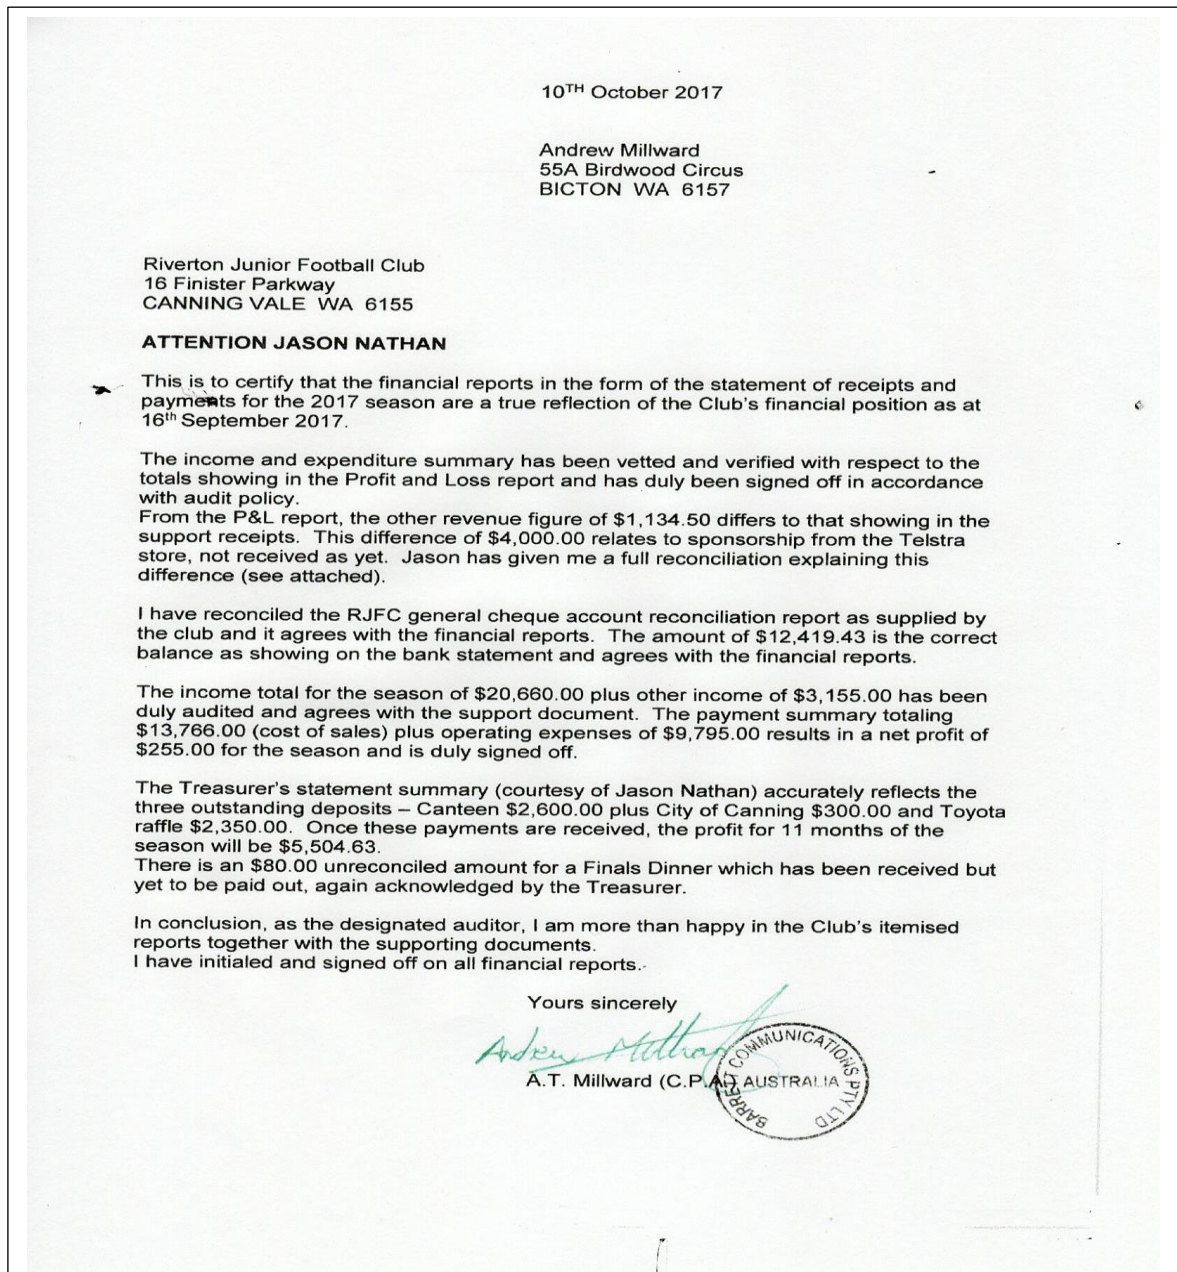 10TH October 2017
Andrew Millward
55A Birdwood Circus
BICTON WA 6157
Riverton Junior Football Club
16 Finister Parkway
CANNING VALE WA 6155
ATTENTION JASON NATHAN
This is to certify that the financial reports in the form of the statement of receipts and
payments for the 2017 season are a true reflection of the Club's financial position as at
16th September 2017.
The income and expenditure summary has been vetted and verified with respect to the
totals showing in the Profit and Loss report and has duly been signed off in accordance
with audit policy.
From the P&L report, the other revenue figure of $1,134.50 differs to that showing in the
support receipts. This difference of $4,000.00 relates to sponsorship from the Telstra
store, not received as yet. Jason has given me a full reconciliation explaining this
difference (see attached).
I have reconciled the RJFC general cheque account reconciliation report as supplied by
the club and it agrees with the financial reports. The amount of $12,419.43 is the correct
balance as showing on the bank statement and agrees with the financial reports.
The income total for the season of $20,660.00 plus other income of $3,155.00 has been
duly audited and agrees with the support document. The payment summary totaling
$13,766.00 (cost of sales) plus operating expenses of $9,795.00 results in a net profit of
$255.00 for the season and is duly signed off.
The Treasurer's statement summary (courtesy of Jason Nathan) accurately reflects the
three outstanding deposits – Canteen $2,600.00 plus City of Canning $300.00 and Toyota
raffle $2,350.00. Once these payments are received, the profit for 11 months of the
season will be $5,504.63.
There is an $80.00 unreconciled amount for a Finals Dinner which has been received but
yet to be paid out, again acknowledged by the Treasurer.
In conclusion, as the designated auditor, I am more than happy in the Club's itemised
reports together with the supporting documents.
I have initialed and signed off on all financial reports.
Yours sincerely
Andrew Millward
A.T. Millward (C.P.A.)
BARRETT COMMUNICATIONS PTY LTD
AUSTRALIA